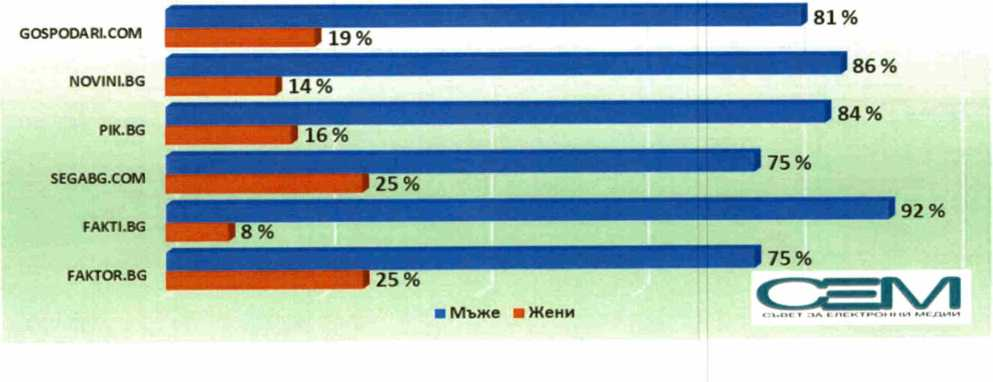 81 %
GOSPODARI.COM
19 %
86 %
NOVINI.BG
14 %
84 %
PIK.BG
16 %
75 %
SEGABG.COM
25 %
92 %
FAKTI.BG
8 %
75 %
FAKTOR.BG
25 %
СЕМ
СЪВЕТ ЗА ЕЛЕКТРОННИ МЕДИИ
Мъже Жени